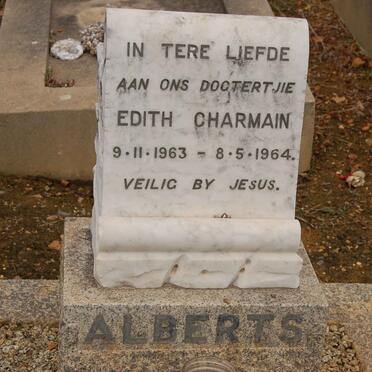 IN TERE LIEFDE
AAN ONS DOGTERTJIE
EDITH CHARMAIN
9·11·1963 – 8·5·1964.
VEILIG BY JESUS.
ALBERTS